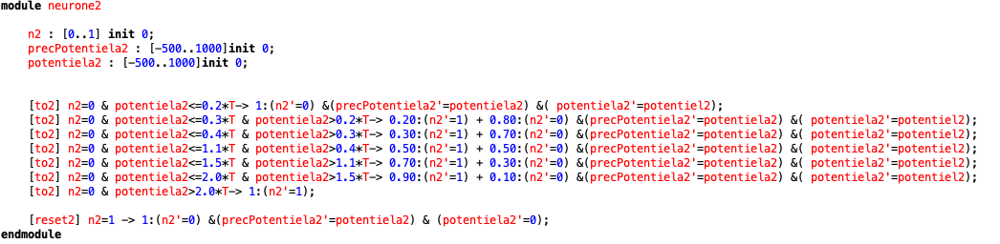 module neurone2
n2 : [0..1] init 0;
precPotentiela2 : [-500..1000]init 0;
potentiela2 : [-500..1000]init 0;
[to2] n2=0 & potentiela2<=0.2*T-> 1:(n2'=0) &(precPotentiela2'=potentiela2) &( potentiela2'=potentiel2);
[to2] n2=0 & potentiela2<=0.3*T & potentiela2>0.2*T-> 0.20:(n2'=1) + 0.80:(n2'=0) &(precPotentiela2'=potentiela2) &( potentiela2'=potentiel2);
[to2] n2=0 & potentiela2<=0.4*T & potentiela2>0.3*T-> 0.30:(n2'=1) + 0.70:(n2'=0) &(precPotentiela2'=potentiela2) &( potentiela2'=potentiel2);
[to2] n2=0 & potentiela2<=1.1*T & potentiela2>0.4*T-> 0.50:(n2'=1) + 0.50:(n2'=0) &(precPotentiela2'=potentiela2) &( potentiela2'=potentiel2);
[to2] n2=0 & potentiela2<=1.5*T & potentiela2>1.1*T-> 0.70:(n2'=1) + 0.30:(n2'=0) &(precPotentiela2'=potentiela2) &( potentiela2'=potentiel2);
[to2] n2=0 & potentiela2<=2.0*T & potentiela2>1.5*T-> 0.90:(n2'=1) + 0.10:(n2'=0) &(precPotentiela2'=potentiela2) &( potentiela2'=potentiel2);
[to2] n2=0 & potentiela2>2.0*T-> 1:(n2'=1);
[reset2] n2=1 -> 1:(n2'=0) &(precPotentiela2'=potentiela2) & (potentiela2'=0);
endmodule